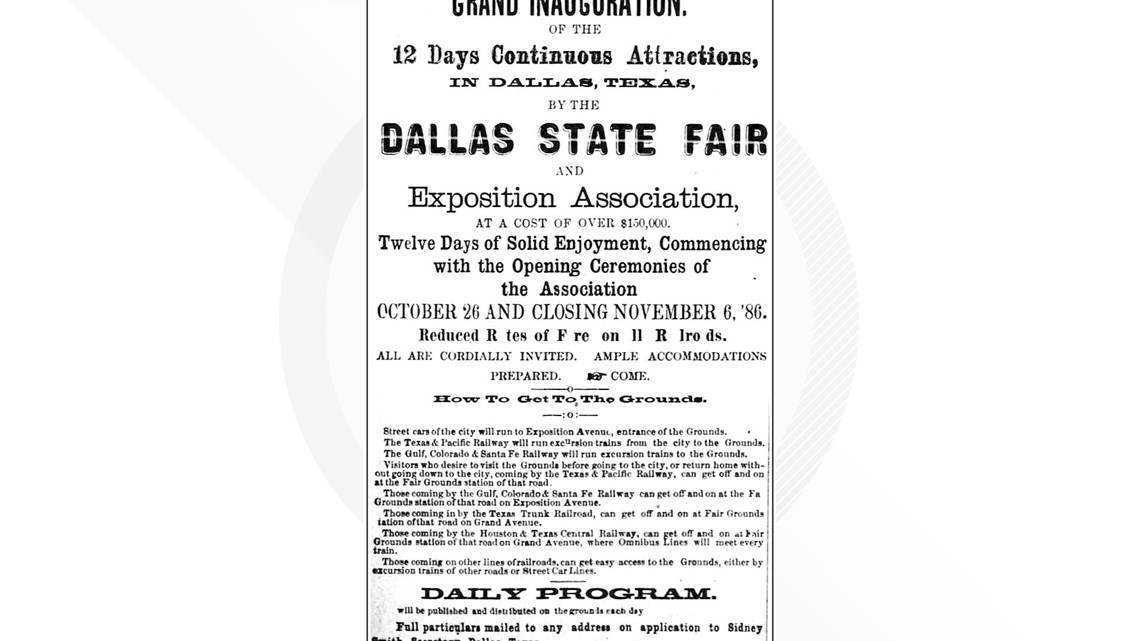 GRAND INAUGURATION.
OF THE
12 Days Continuous Attractions,
IN DALLAS, TEXAS,
BY THE
DALLAS STATE FAIR
AND
Exposition Association,
AT A COST OF OVER $150,000.
Twelve Days of Solid Enjoyment, Commencing
with the Opening Ceremonies of
the Association
OCTOBER 26 AND CLOSING NOVEMBER 6, '86.
Reduced R tes of F re on ll R lro ds.
ALL ARE CORDIALLY INVITED. AMPLE ACCOMMODATIONS
PREPARED. ☞ COME.
—o—
How To Get To The Grounds.
—:o:—
Street cars of the city will run to Exposition Avenue, entrance of the Grounds.
The Texas & Pacific Railway will run excursion trains from the city to the Grounds.
The Gulf, Colorado & Santa Fe Railway will run excursion trains to the Grounds.
Visitors who desire to visit the Grounds before going to the city, or return home with-
out going down to the city, coming by the Texas & Pacific Railway, can get off and on
at the Fair Grounds station of that road.
Those coming by the Gulf, Colorado & Santa Fe Railway can get off and on at the Fa
Grounds station of that road on Exposition Avenue.
Those coming in by the Texas Trunk Railroad, can get off and on at Fair Grounds
tation of that road on Grand Avenue.
Those coming by the Houston & Texas Central Railway, can get off and on at Fair
Grounds station of that road on Grand Avenue, where Omnibus Lines will meet every
train.
Those coming on other lines of railroads, can get easy access to the Grounds, either by
excursion trains of other roads or Street Car Lines.
DAILY PROGRAM.
will be published and distributed on the grounds each day
Full particulars mailed to any address on application to Sidney
Smith, Secretary, Dallas, Texas.